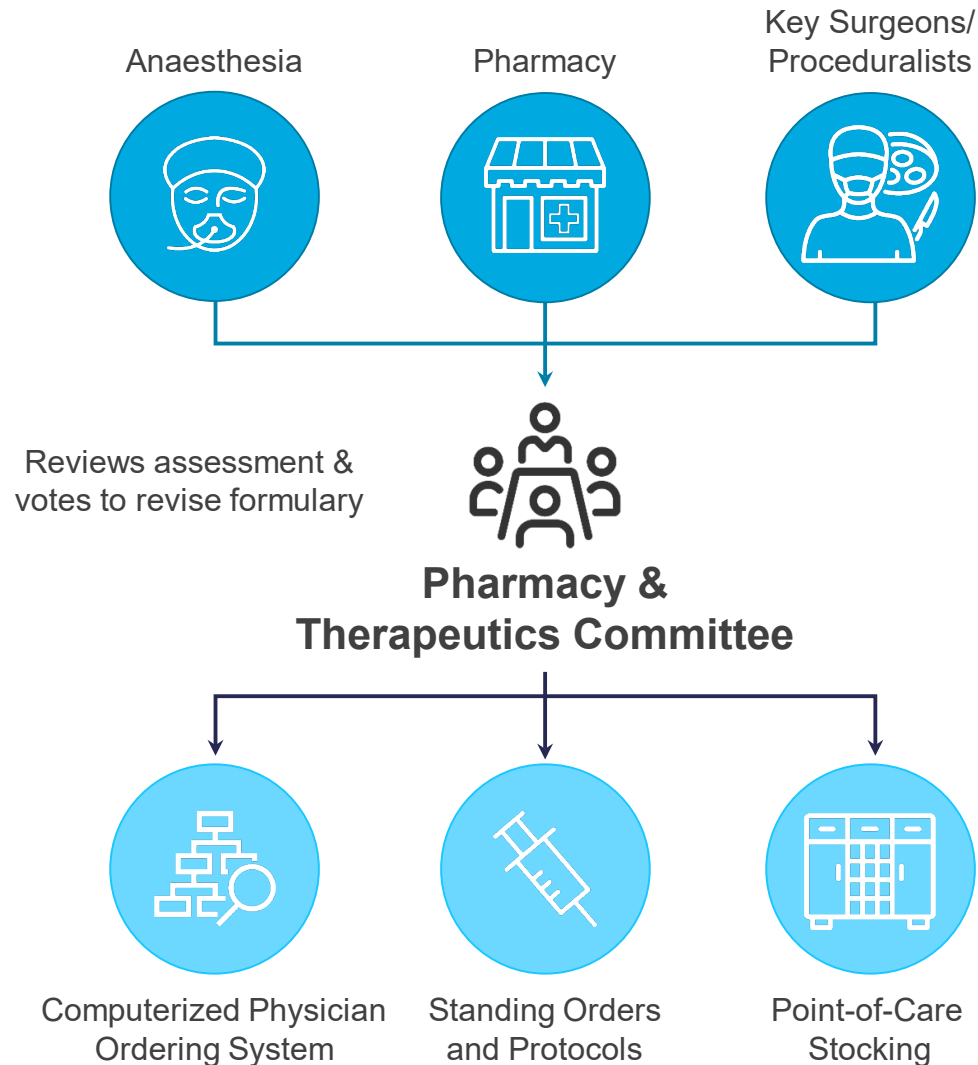 Anaesthesia
Pharmacy
Key Surgeons/
Proceduralists
Reviews assessment &
votes to revise formulary
Pharmacy &
Therapeutics Committee
Computerized Physician
Ordering System
Standing Orders
and Protocols
Point-of-Care
Stocking